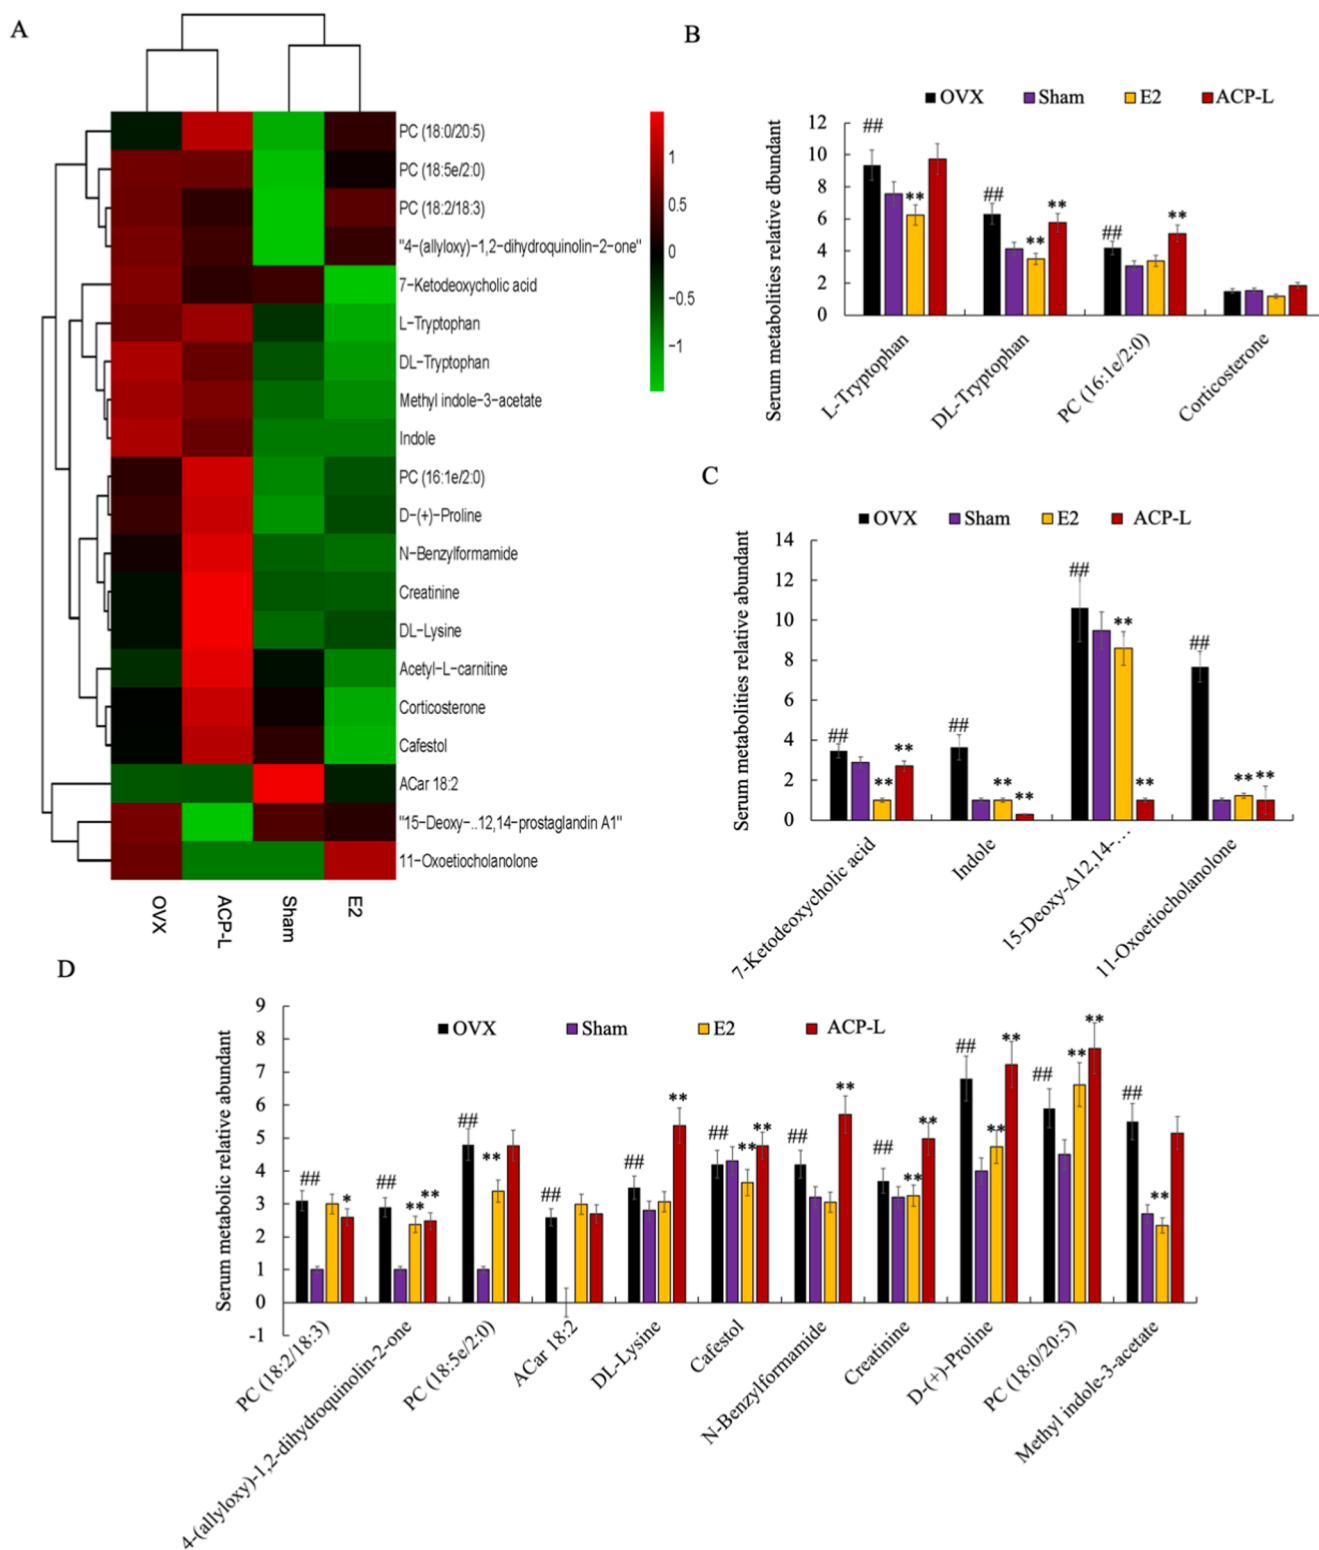 A
PC (18:0/20:5)
PC (18:5e/2:0)
PC (18:2/18:3)
"4-(allyloxy)-1,2-dihydroquinolin-2-one"
7-Ketodeoxycholic acid
L-Tryptophan
DL-Tryptophan
Methyl indole-3-acetate
Indole
PC (16:1e/2:0)
D-(+)-Proline
N-Benzylformamide
Creatinine
DL-Lysine
Acetyl-L-carnitine
Corticosterone
Cafestol
ACar 18:2
"15-Deoxy-..12,14-prostaglandin A1"
11-Oxoetiocholanolone
OVX ACP-L Sham E2
1
0.5
0
-0.5
-1
B
OVX Sham E2 ACP-L
Serum metabolities relative dbundant
12
10
8
6
4
2
0
## ** ## ** ** ## **
L-Tryptophan
DL-Tryptophan
PC (16:1e/2:0)
Corticosterone
C
OVX Sham E2 ACP-L
Serum metabolities relative abundant
14
12
10
8
6
4
2
0
## ** ** ## ** ** ## ** ** ## ** **
7-Ketodeoxycholic acid
Indole
15-Deoxy-Δ12,14-…
11-Oxoetiocholanolone
D
OVX Sham E2 ACP-L
Serum metabolic relative abundant
9
8
7
6
5
4
3
2
1
0
-1
## * ## ** ** ## ** ## ## ** ## ** ** ## ** ## ** ** ## ** ** ## ** ** ## **
PC (18:2/18:3)
4-(allyloxy)-1,2-dihydroquinolin-2-one
PC (18:5e/2:0)
ACar 18:2
DL-Lysine
Cafestol
N-Benzylformamide
Creatinine
D-(+)-Proline
PC (18:0/20:5)
Methyl indole-3-acetate